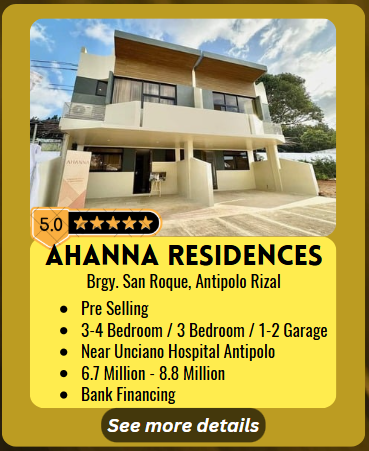 AHANNA
5.0
AHANNA RESIDENCES
Brgy. San Roque, Antipolo Rizal
• Pre Selling
• 3-4 Bedroom / 3 Bedroom / 1-2 Garage
• Near Unciano Hospital Antipolo
• 6.7 Million - 8.8 Million
• Bank Financing
See more details